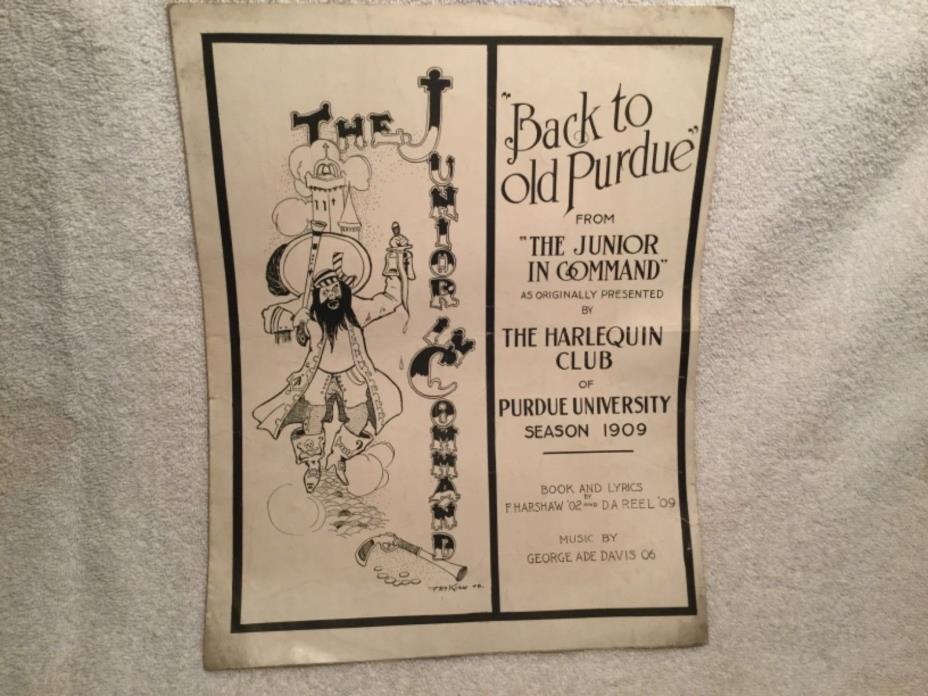 THE JUNIOR
IN
COMMAND
"Back to
old Purdue"
FROM
"THE JUNIOR
IN COMMAND"
AS ORIGINALLY PRESENTED
BY
THE HARLEQUIN
CLUB
OF
PURDUE UNIVERSITY
SEASON 1909
BOOK AND LYRICS
BY
F HARSHAW '02 AND D.A REEL '09
MUSIC BY
GEORGE ADE DAVIS 06